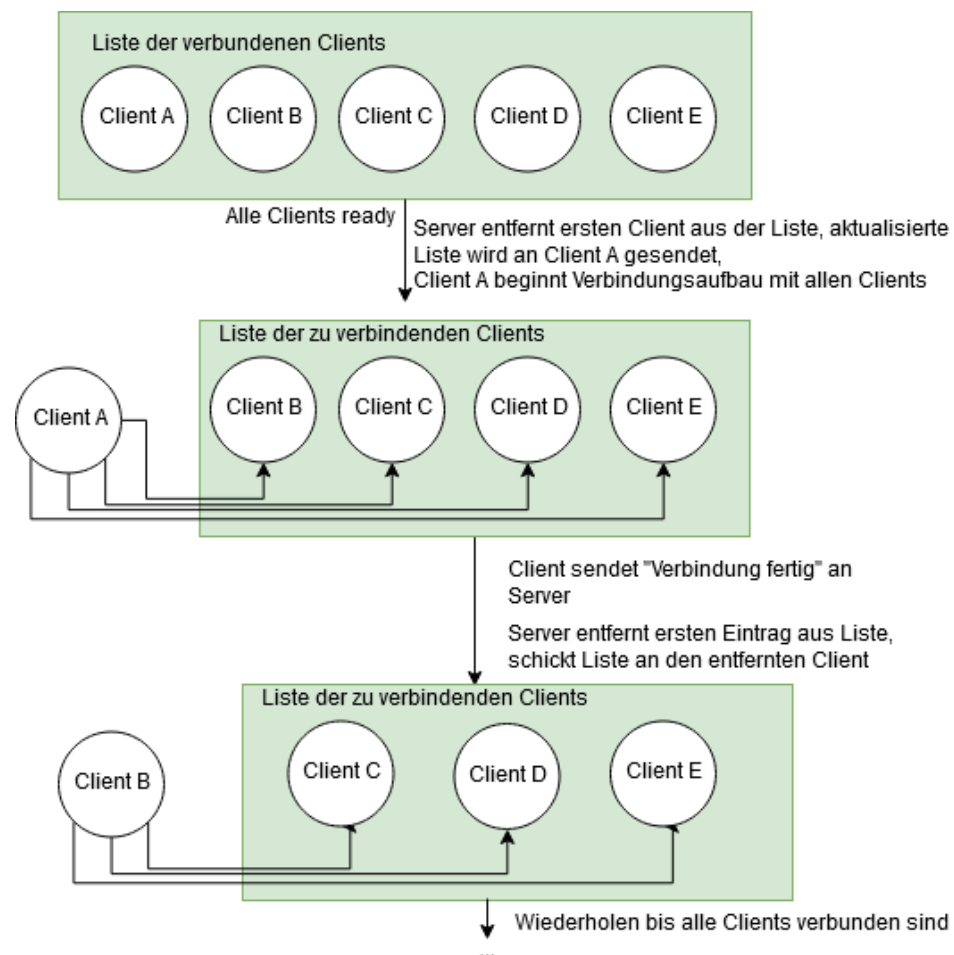 Liste der verbundenen Clients
Client A
Client B
Client C
Client D
Client E
Alle Clients ready
Server entfernt ersten Client aus der Liste, aktualisierte
Liste wird an Client A gesendet,
Client A beginnt Verbindungsaufbau mit allen Clients
Liste der zu verbindenden Clients
Client A
Client B
Client C
Client D
Client E
Client sendet "Verbindung fertig" an
Server
Server entfernt ersten Eintrag aus Liste,
schickt Liste an den entfernten Client
Liste der zu verbindenden Clients
Client B
Client C
Client D
Client E
Wiederholen bis alle Clients verbunden sind
...